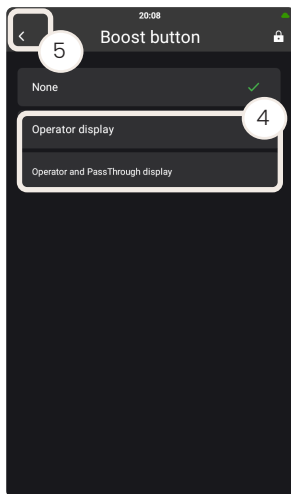 20:08
Boost button
5
None
4
Operator display
Operator and PassThrough display